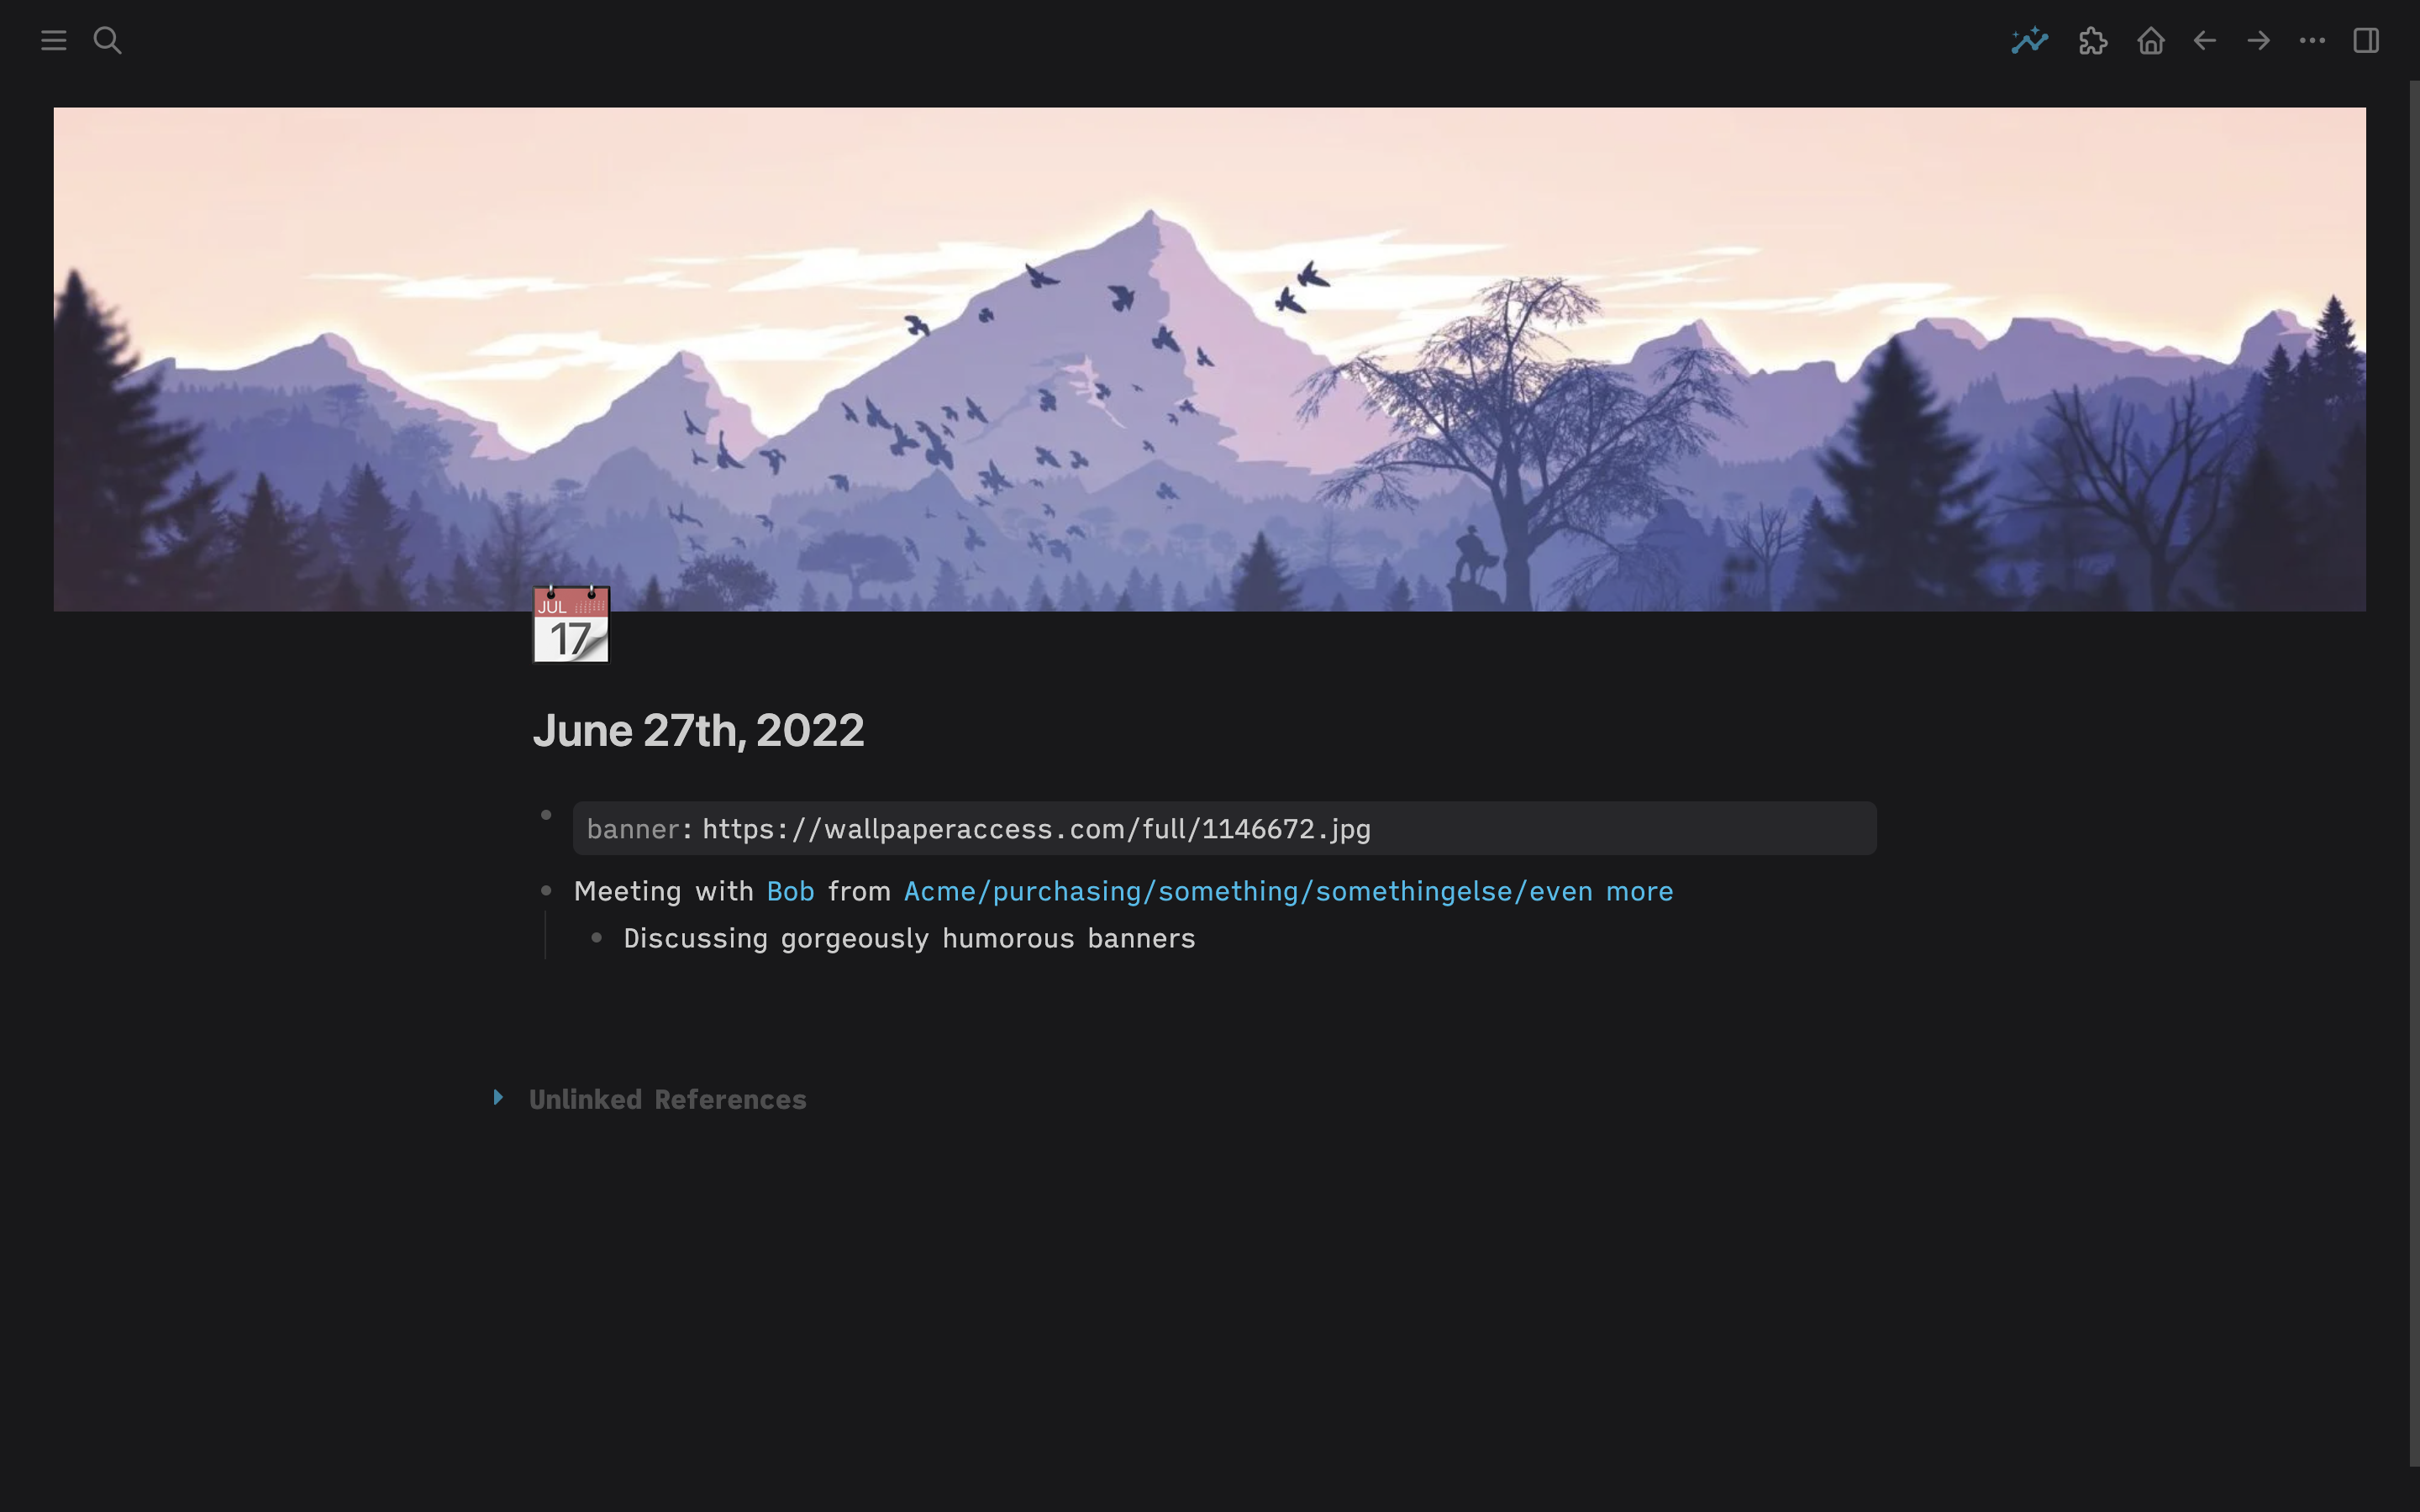 JUL
17
June 27th, 2022
banner: https://wallpaperaccess.com/full/1146672.jpg
Meeting with Bob from Acme/purchasing/something/somethingelse/even more
Discussing gorgeously humorous banners
Unlinked References